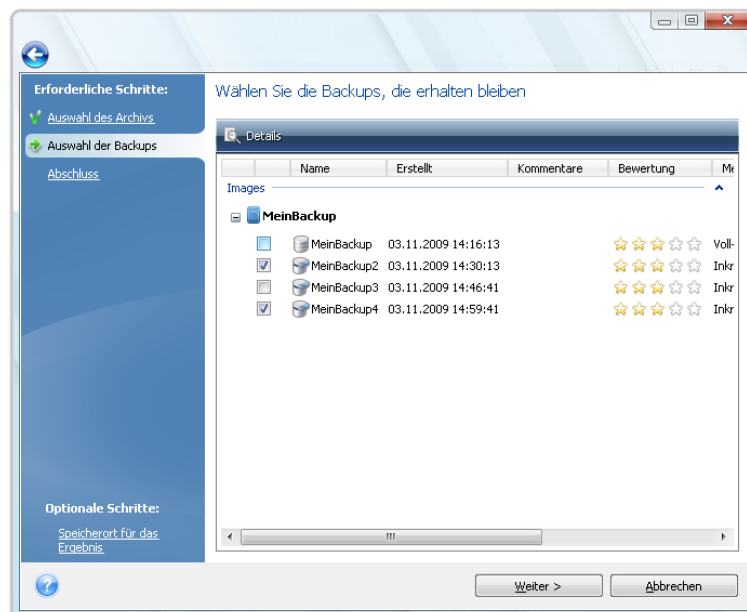 Erforderliche Schritte:
Auswahl des Archivs
Auswahl der Backups
Abschluss
Optionale Schritte:
Speicherort für das
Ergebnis
Wählen Sie die Backups, die erhalten bleiben
Details
Name Erstellt Kommentare Bewertung Me
Images
MeinBackup
MeinBackup 03.11.2009 14:16:13 Voll-
MeinBackup2 03.11.2009 14:30:13 Inkr
MeinBackup3 03.11.2009 14:46:41 Inkr
MeinBackup4 03.11.2009 14:59:41 Inkr
Weiter > Abbrechen